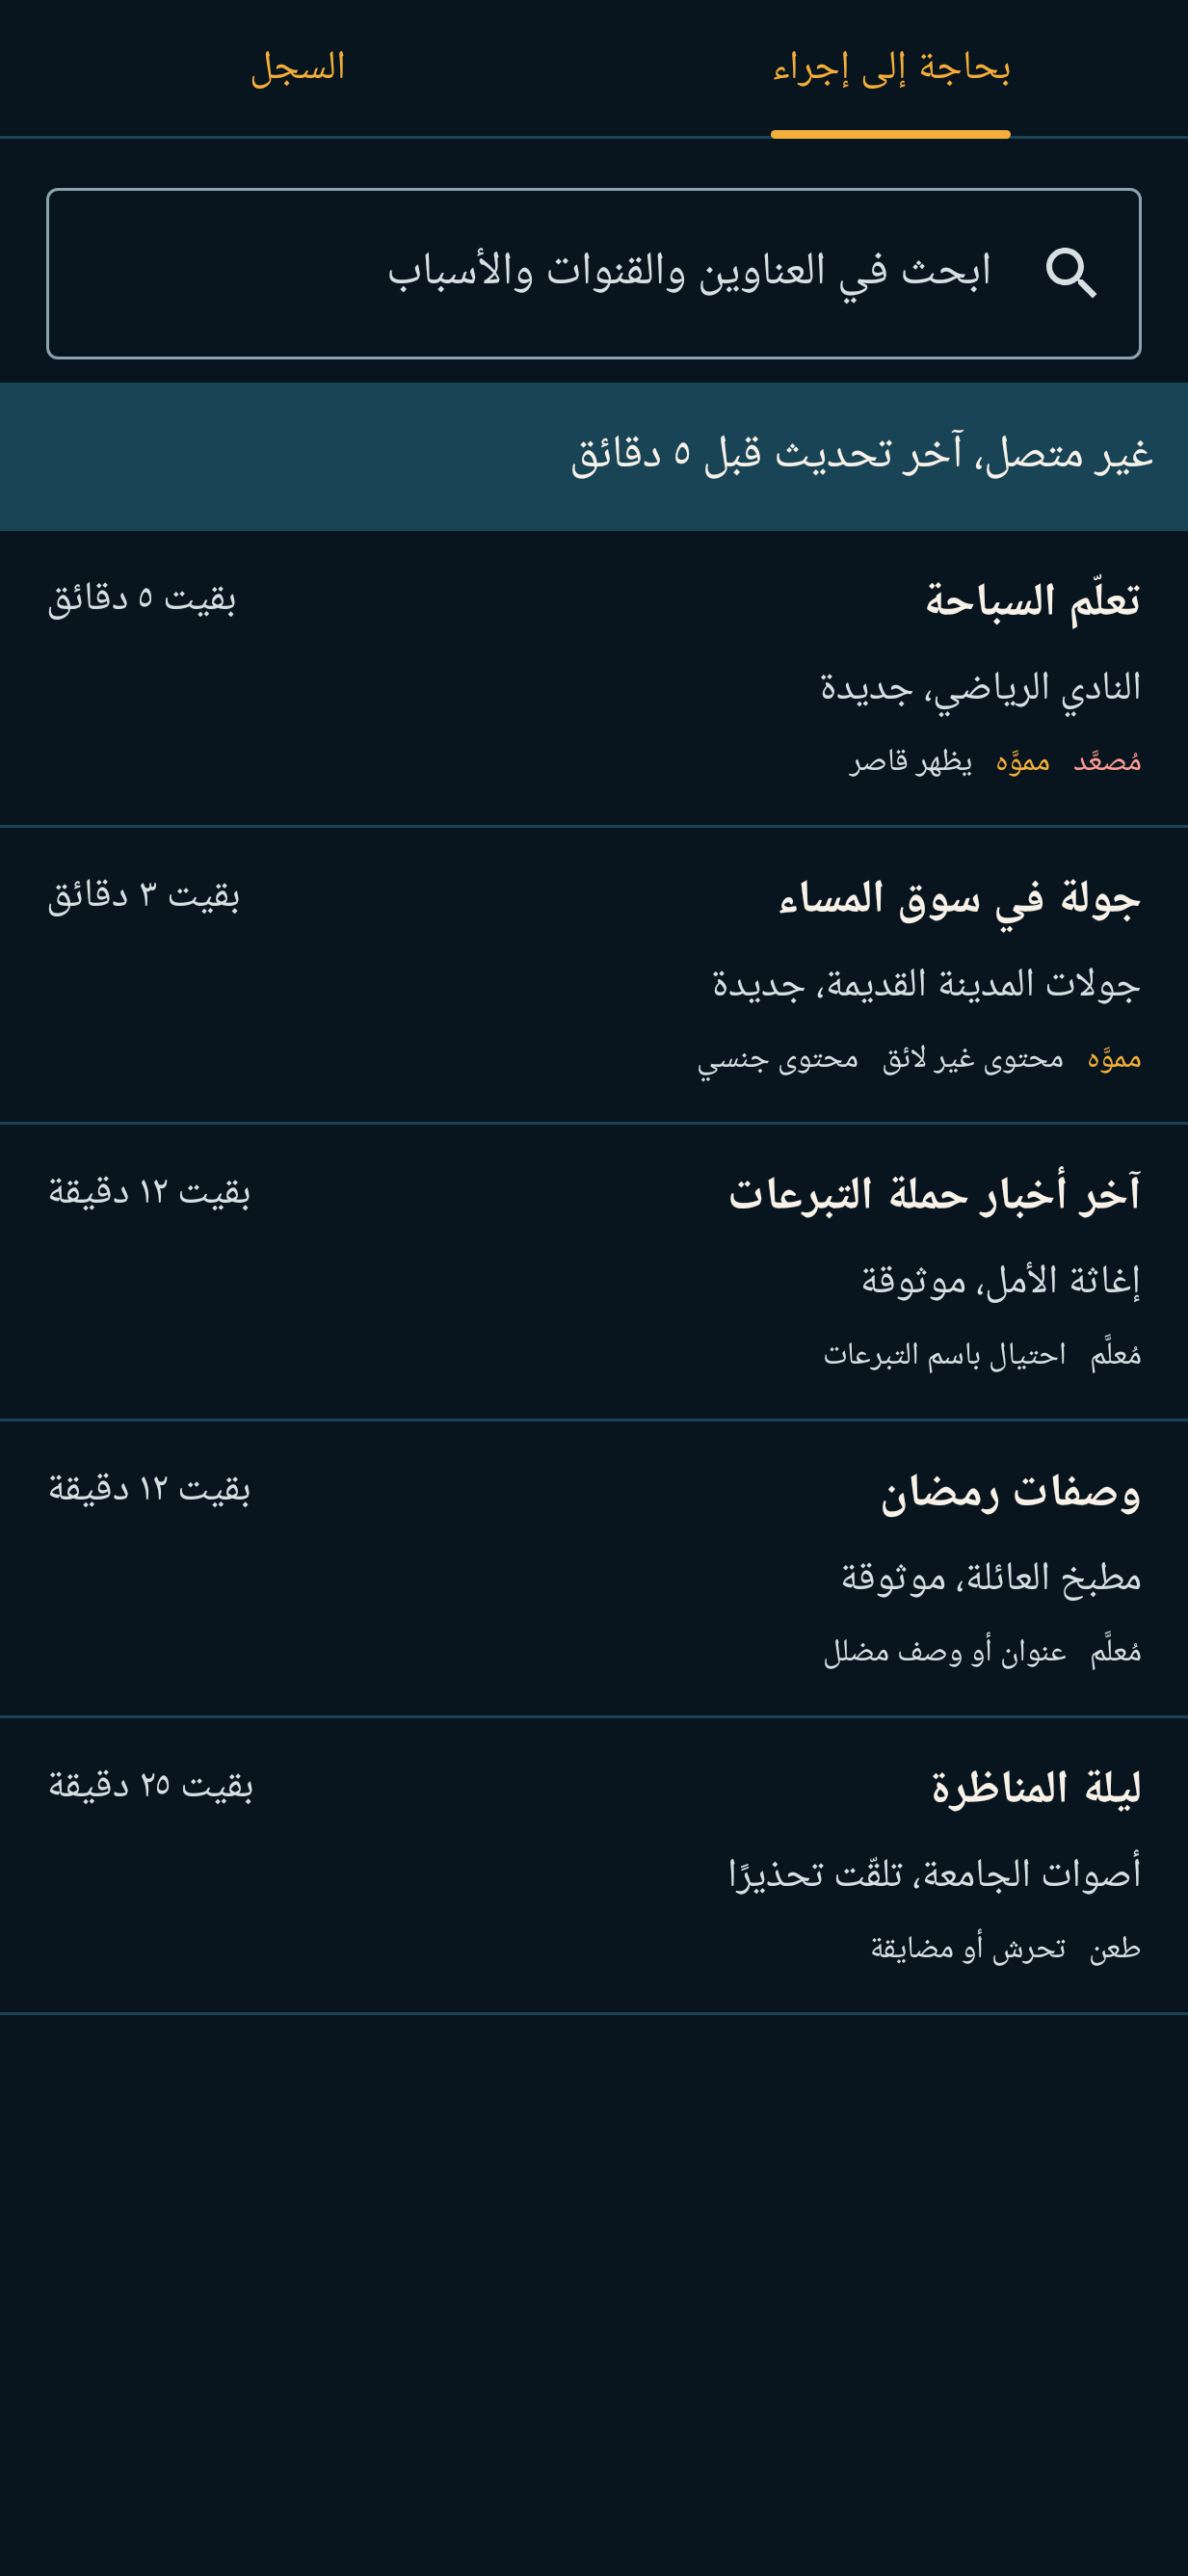 بحاجة إلى إجراء السجل
ابحث في العناوين والقنوات والأسباب
غير متصل، آخر تحديث قبل ٥ دقائق
تعلّم السباحة بقيت ٥ دقائق
النادي الرياضي، جديدة
مُصعَّد مموَّه يظهر قاصر
جولة في سوق المساء بقيت ٣ دقائق
جولات المدينة القديمة، جديدة
مموَّه محتوى غير لائق محتوى جنسي
آخر أخبار حملة التبرعات بقيت ١٢ دقيقة
إغاثة الأمل، موثوقة
مُعلَّم احتيال باسم التبرعات
وصفات رمضان بقيت ١٢ دقيقة
مطبخ العائلة، موثوقة
مُعلَّم عنوان أو وصف مضلل
ليلة المناظرة بقيت ٢٥ دقيقة
أصوات الجامعة، تلقّت تحذيرًا
طعن تحرش أو مضايقة